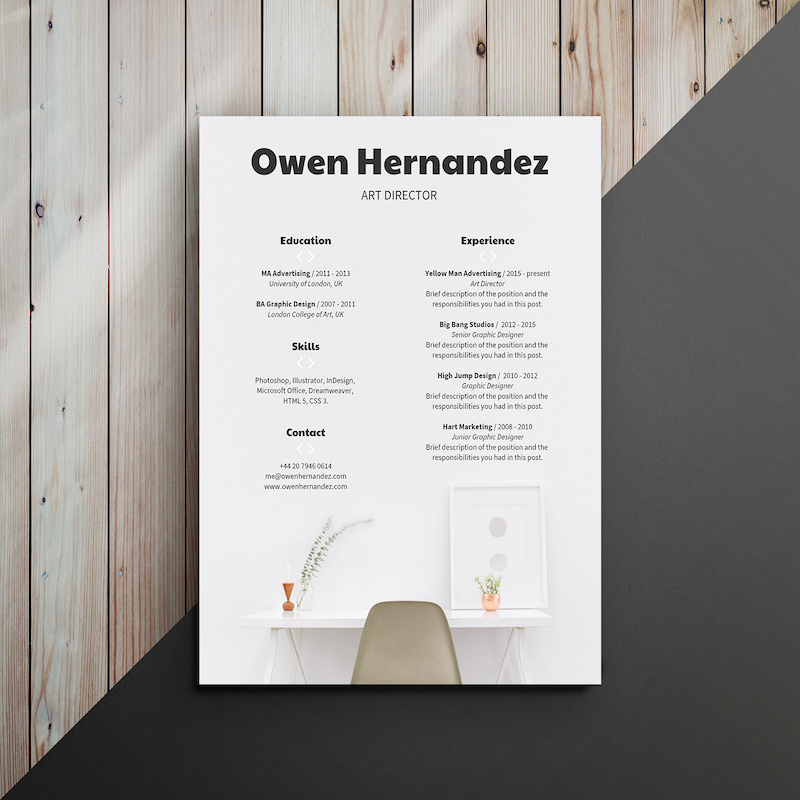 Owen Hernandez
ART DIRECTOR
Education
MA Advertising / 2011 - 2013
University of London, UK
BA Graphic Design / 2007 - 2011
London College of Art, UK
Skills
Photoshop, Illustrator, InDesign,
Microsoft Office, Dreamweaver,
HTML 5, CSS 3.
Contact
+44 20 7946 0614
me@owenhernandez.com
www.owenhernandez.com
Experience
Yellow Man Advertising / 2015 - present
Art Director
Brief description of the position and the
responsibilities you had in this post.
Big Bang Studios / 2012 - 2015
Senior Graphic Designer
Brief description of the position and the
responsibilities you had in this post.
High Jump Design / 2010 - 2012
Graphic Designer
Brief description of the position and the
responsibilities you had in this post.
Hart Marketing / 2008 - 2010
Junior Graphic Designer
Brief description of the position and the
responsibilities you had in this post.